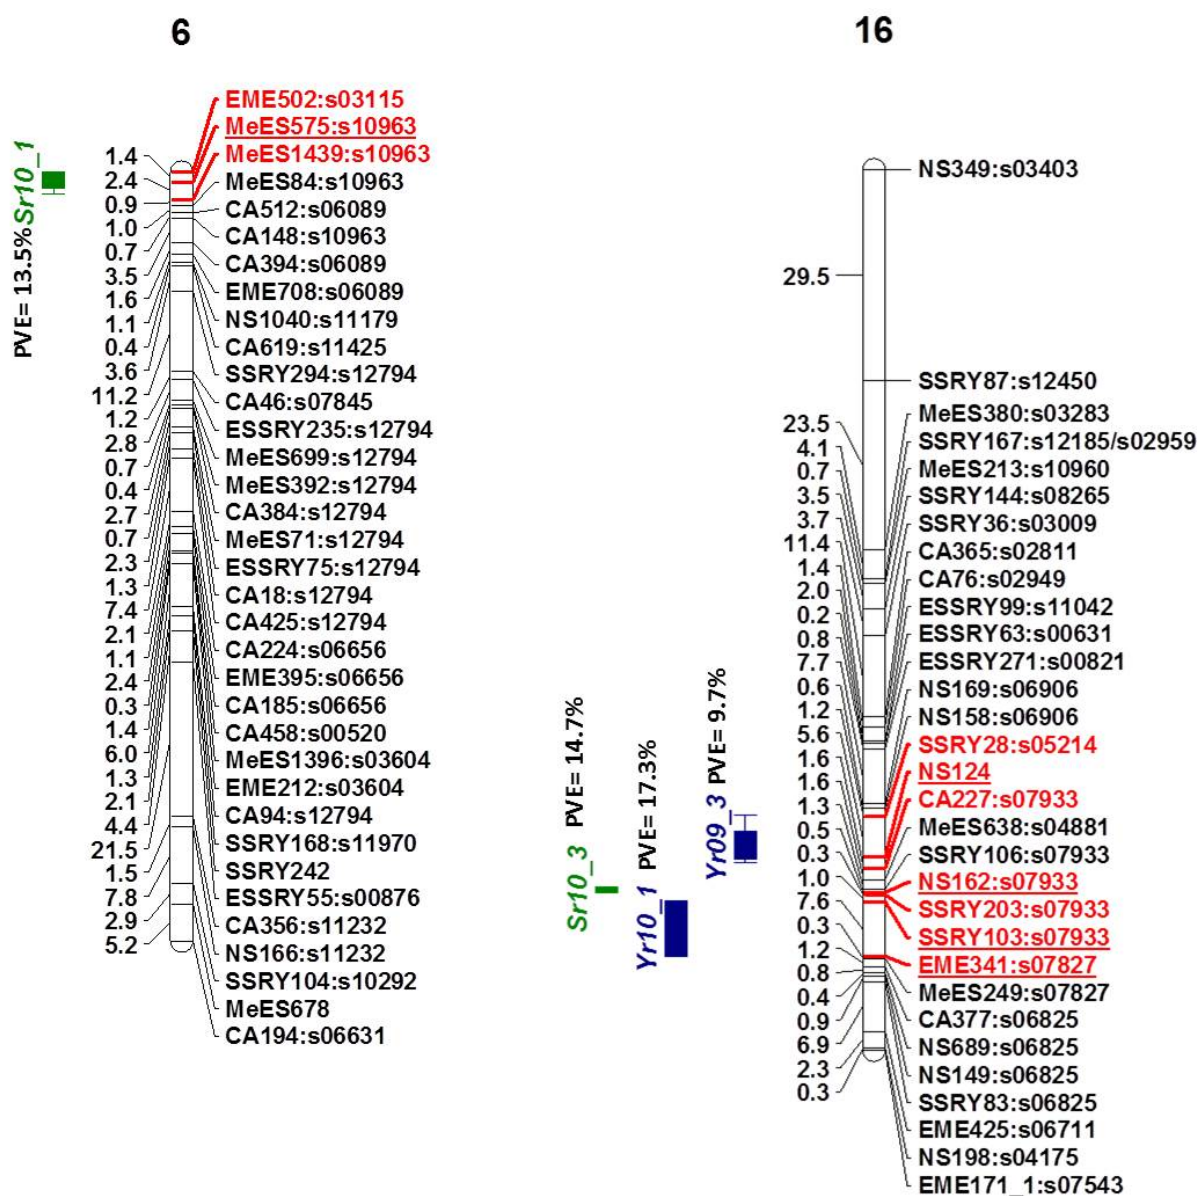 6
EME502:s03115
MeES575:s10963
MeES1439:s10963
MeES84:s10963
CA512:s06089
CA148:s10963
CA394:s06089
EME708:s06089
NS1040:s11179
CA619:s11425
SSRY294:s12794
CA46:s07845
ESSRY235:s12794
MeES699:s12794
MeES392:s12794
CA384:s12794
MeES71:s12794
ESSRY75:s12794
CA18:s12794
CA425:s12794
CA224:s06656
EME395:s06656
CA185:s06656
CA458:s00520
MeES1396:s03604
EME212:s03604
CA94:s12794
SSRY168:s11970
SSRY242
ESSRY55:s00876
CA356:s11232
NS166:s11232
SSRY104:s10292
MeES678
CA194:s06631
1.4
2.4
0.9
1.0
0.7
3.5
1.6
1.1
0.4
3.6
11.2
1.2
2.8
0.7
0.4
2.7
0.7
2.3
1.3
7.4
2.1
1.1
2.4
0.3
1.4
6.0
1.3
2.1
4.4
21.5
1.5
7.8
2.9
5.2
PVE= 13.5% Sr10_1
16
NS349:s03403
SSRY87:s12450
MeES380:s03283
SSRY167:s12185/s02959
MeES213:s10960
SSRY144:s08265
SSRY36:s03009
CA365:s02811
CA76:s02949
ESSRY99:s11042
ESSRY63:s00631
ESSRY271:s00821
NS169:s06906
NS158:s06906
SSRY28:s05214
NS124
CA227:s07933
MeES638:s04881
SSRY106:s07933
NS162:s07933
SSRY203:s07933
SSRY103:s07933
EME341:s07827
MeES249:s07827
CA377:s06825
NS689:s06825
NS149:s06825
SSRY83:s06825
EME425:s06711
NS198:s04175
EME171_1:s07543
29.5
23.5
4.1
0.7
3.5
3.7
11.4
1.4
2.0
0.2
0.8
7.7
0.6
1.2
5.6
1.6
1.6
1.3
0.5
0.3
1.0
7.6
0.3
1.2
0.8
0.4
0.9
6.9
2.3
0.3
Sr10_3 PVE= 14.7%
Yr10_1 PVE= 17.3%
Yr09_3 PVE= 9.7%